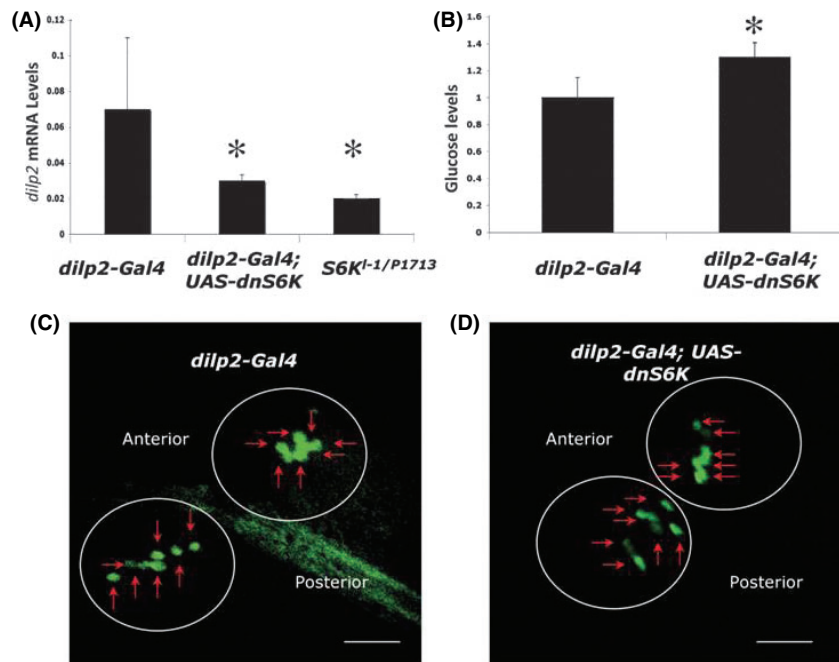 (A)
0.12
0.1
0.08
0.06
0.04
0.02
0
dilp2 mRNA Levels
*
*
dilp2-Gal4
dilp2-Gal4;
UAS-dnS6K
S6K^l-1/P1713
(B)
1.6
1.4
1.2
1
0.8
0.6
0.4
0.2
0
Glucose levels
*
dilp2-Gal4
dilp2-Gal4;
UAS-dnS6K
(C)
dilp2-Gal4
Anterior
Posterior
(D)
dilp2-Gal4; UAS-
dnS6K
Anterior
Posterior